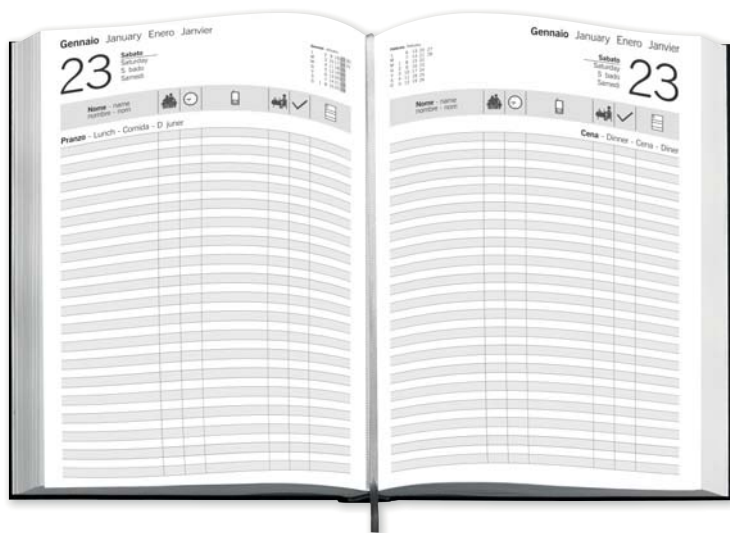 Gennaio January Enero Janvier
23
Sabato
Saturday
S. bado
Samedi
Nome - name
nombre - nom
Pranzo - Lunch - Comida - D juner
Gennaio January Enero Janvier
Sabato
Saturday
S. bado
Samedi
23
Nome - name
nombre - nom
Cena - Dinner - Cena - Diner